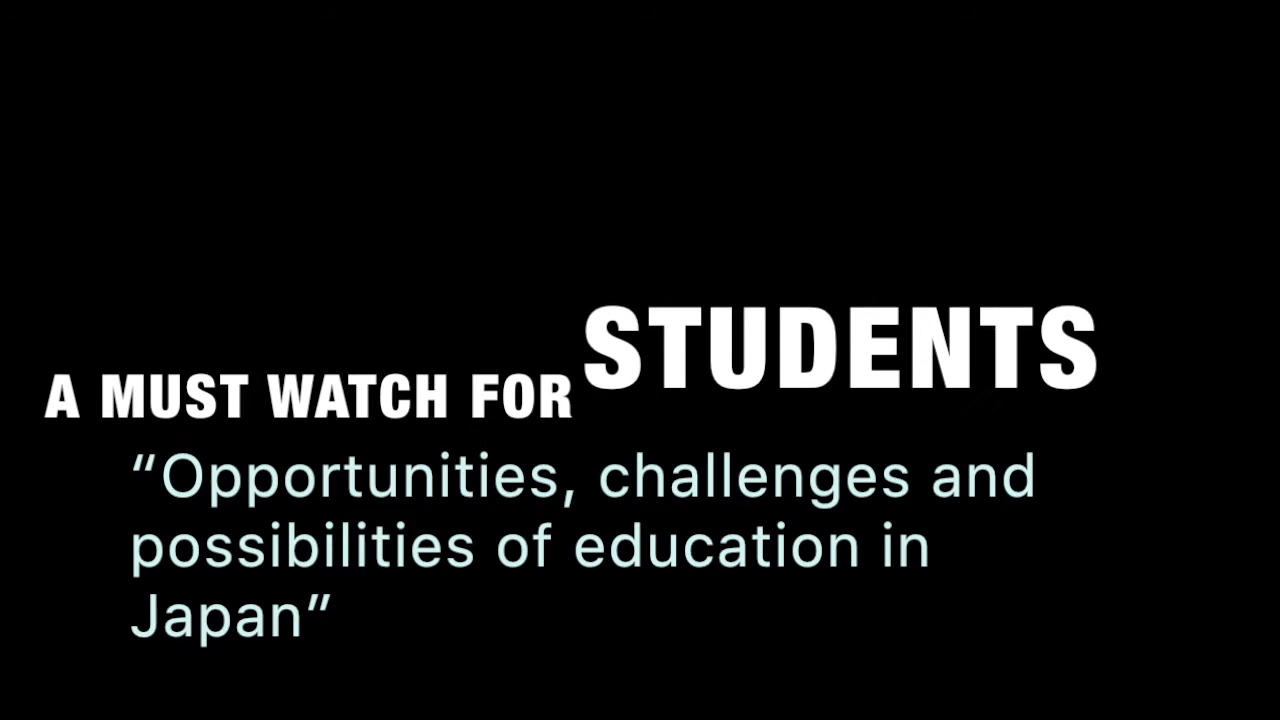 A MUST WATCH FOR STUDENTS
“Opportunities, challenges and
possibilities of education in
Japan”